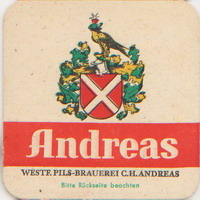 Andreas
WESTF. PILS-BRAUEREI C.H. ANDREAS
Bitte Rückseite beachten